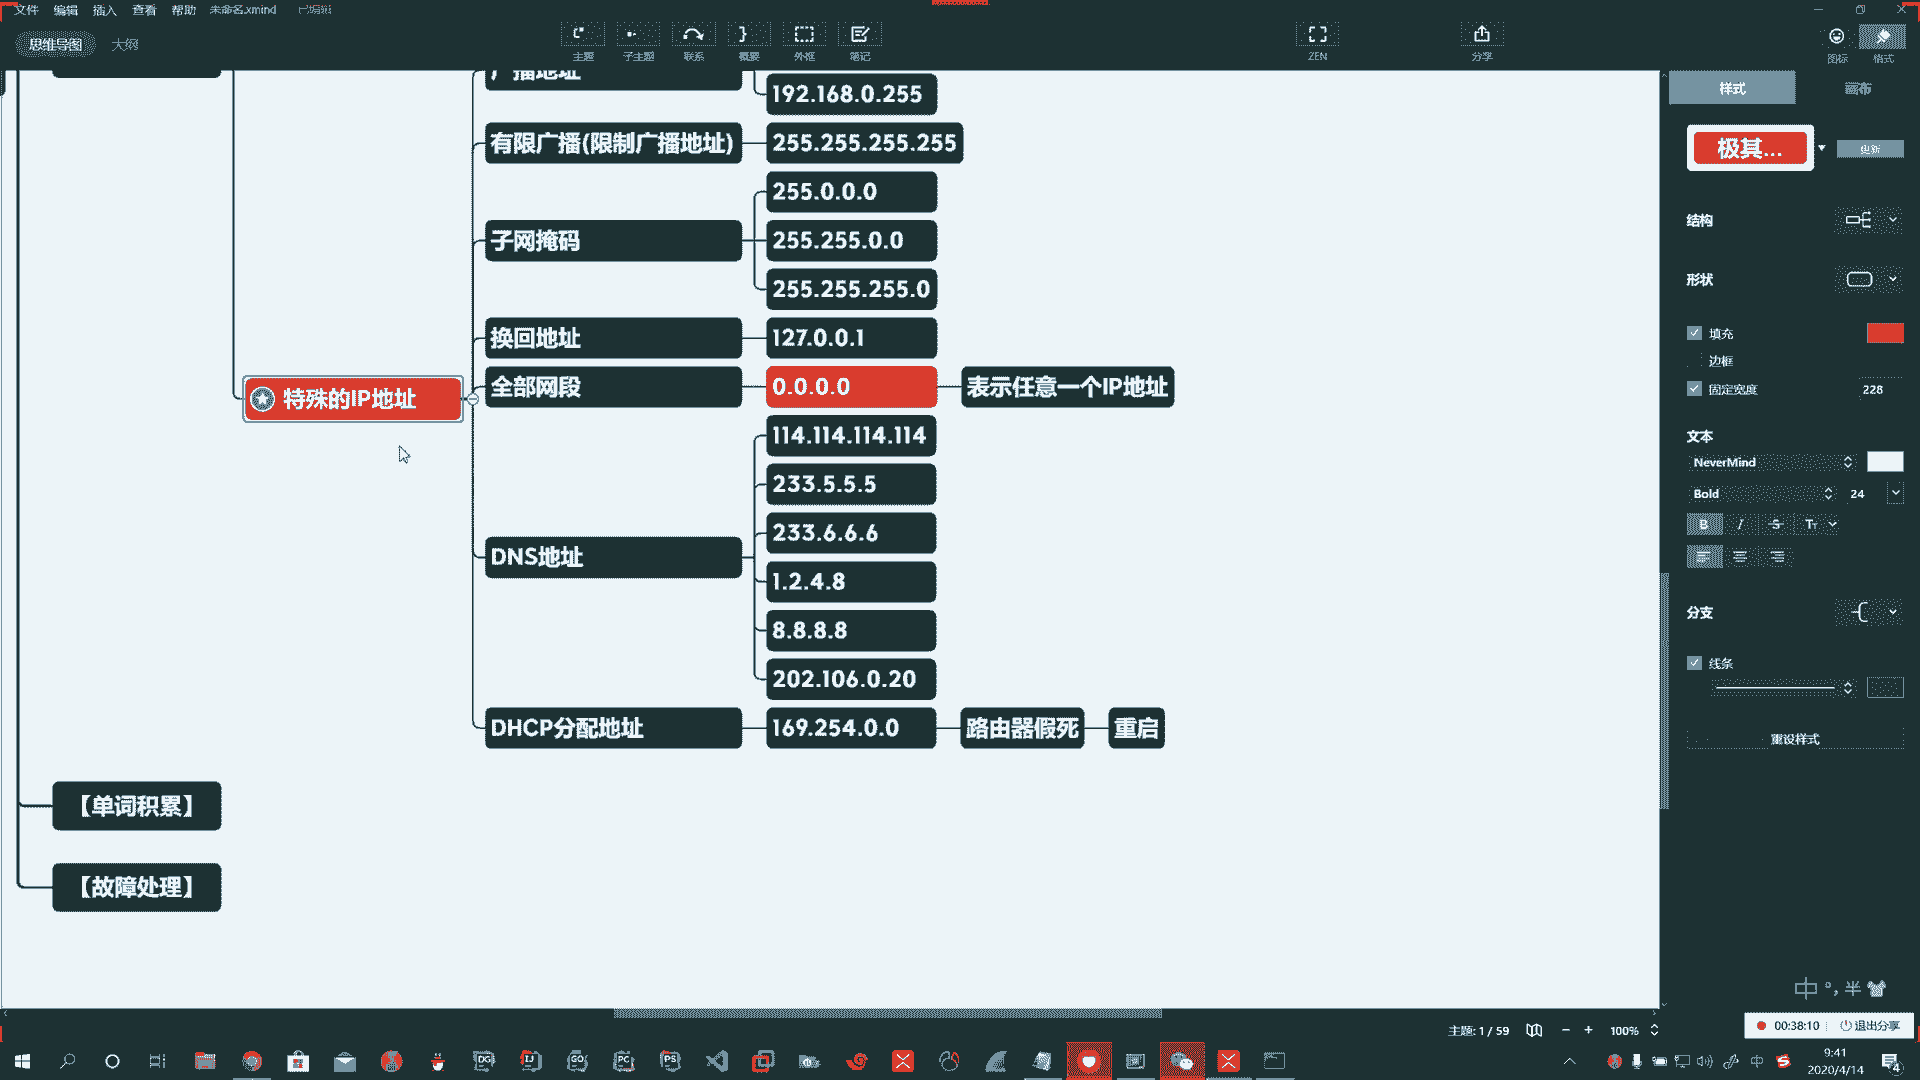 文件 编辑 插入 查看 帮助 未命名.xmind 已编辑
思维导图 大纲
主题 子主题 联系 概要 外框 笔记 ZEN 分享 图标 格式
广播地址
192.168.0.255
有限广播(限制广播地址) 255.255.255.255
255.0.0.0
子网掩码 255.255.0.0
255.255.255.0
换回地址 127.0.0.1
特殊的IP地址
全部网段 0.0.0.0 表示任意一个IP地址
114.114.114.114
233.5.5.5
233.6.6.6
DNS地址
1.2.4.8
8.8.8.8
202.106.0.20
DHCP分配地址 169.254.0.0 路由器假死 重启
【单词积累】
【故障处理】
样式 画布
极其... 更新
结构
形状
填充
边框
固定宽度 228
文本
NeverMind
Bold 24
B I S Tт
分支
线条
重设样式
中 °, 半
主题: 1 / 59 100%
00:38:10 退出分享
DG IJ GO PC PS
中 S
9:41
2020/4/14
4